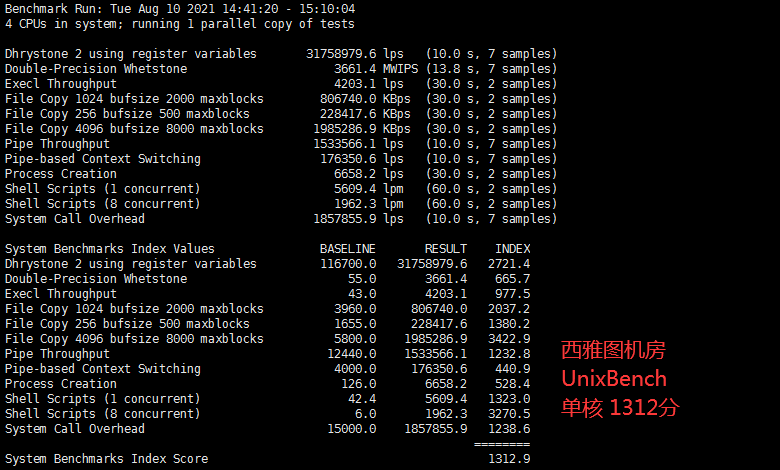 Benchmark Run: Tue Aug 10 2021 14:41:20 - 15:10:04
4 CPUs in system; running 1 parallel copy of tests
Dhrystone 2 using register variables 31758979.6 lps (10.0 s, 7 samples)
Double-Precision Whetstone 3661.4 MWIPS (13.8 s, 7 samples)
Execl Throughput 4203.1 lps (30.0 s, 2 samples)
File Copy 1024 bufsize 2000 maxblocks 806740.0 KBps (30.0 s, 2 samples)
File Copy 256 bufsize 500 maxblocks 228417.6 KBps (30.0 s, 2 samples)
File Copy 4096 bufsize 8000 maxblocks 1985286.9 KBps (30.0 s, 2 samples)
Pipe Throughput 1533566.1 lps (10.0 s, 7 samples)
Pipe-based Context Switching 176350.6 lps (10.0 s, 7 samples)
Process Creation 6658.2 lps (30.0 s, 2 samples)
Shell Scripts (1 concurrent) 5609.4 lpm (60.0 s, 2 samples)
Shell Scripts (8 concurrent) 1962.3 lpm (60.0 s, 2 samples)
System Call Overhead 1857855.9 lps (10.0 s, 7 samples)
System Benchmarks Index Values BASELINE RESULT INDEX
Dhrystone 2 using register variables 116700.0 31758979.6 2721.4
Double-Precision Whetstone 55.0 3661.4 665.7
Execl Throughput 43.0 4203.1 977.5
File Copy 1024 bufsize 2000 maxblocks 3960.0 806740.0 2037.2
File Copy 256 bufsize 500 maxblocks 1655.0 228417.6 1380.2
File Copy 4096 bufsize 8000 maxblocks 5800.0 1985286.9 3422.9
Pipe Throughput 12440.0 1533566.1 1232.8
Pipe-based Context Switching 4000.0 176350.6 440.9
Process Creation 126.0 6658.2 528.4
Shell Scripts (1 concurrent) 42.4 5609.4 1323.0
Shell Scripts (8 concurrent) 6.0 1962.3 3270.5
System Call Overhead 15000.0 1857855.9 1238.6
========
System Benchmarks Index Score 1312.9
西雅图机房
UnixBench
单核 1312分